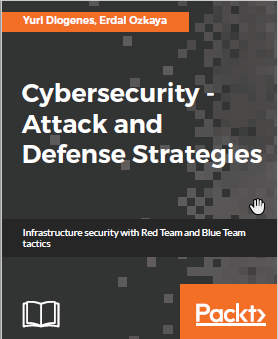 Yuri Diogenes, Erdal Ozkaya
Cybersecurity -
Attack and
Defense Strategies
Infrastructure security with Red Team and Blue Team
tactics
Packt>